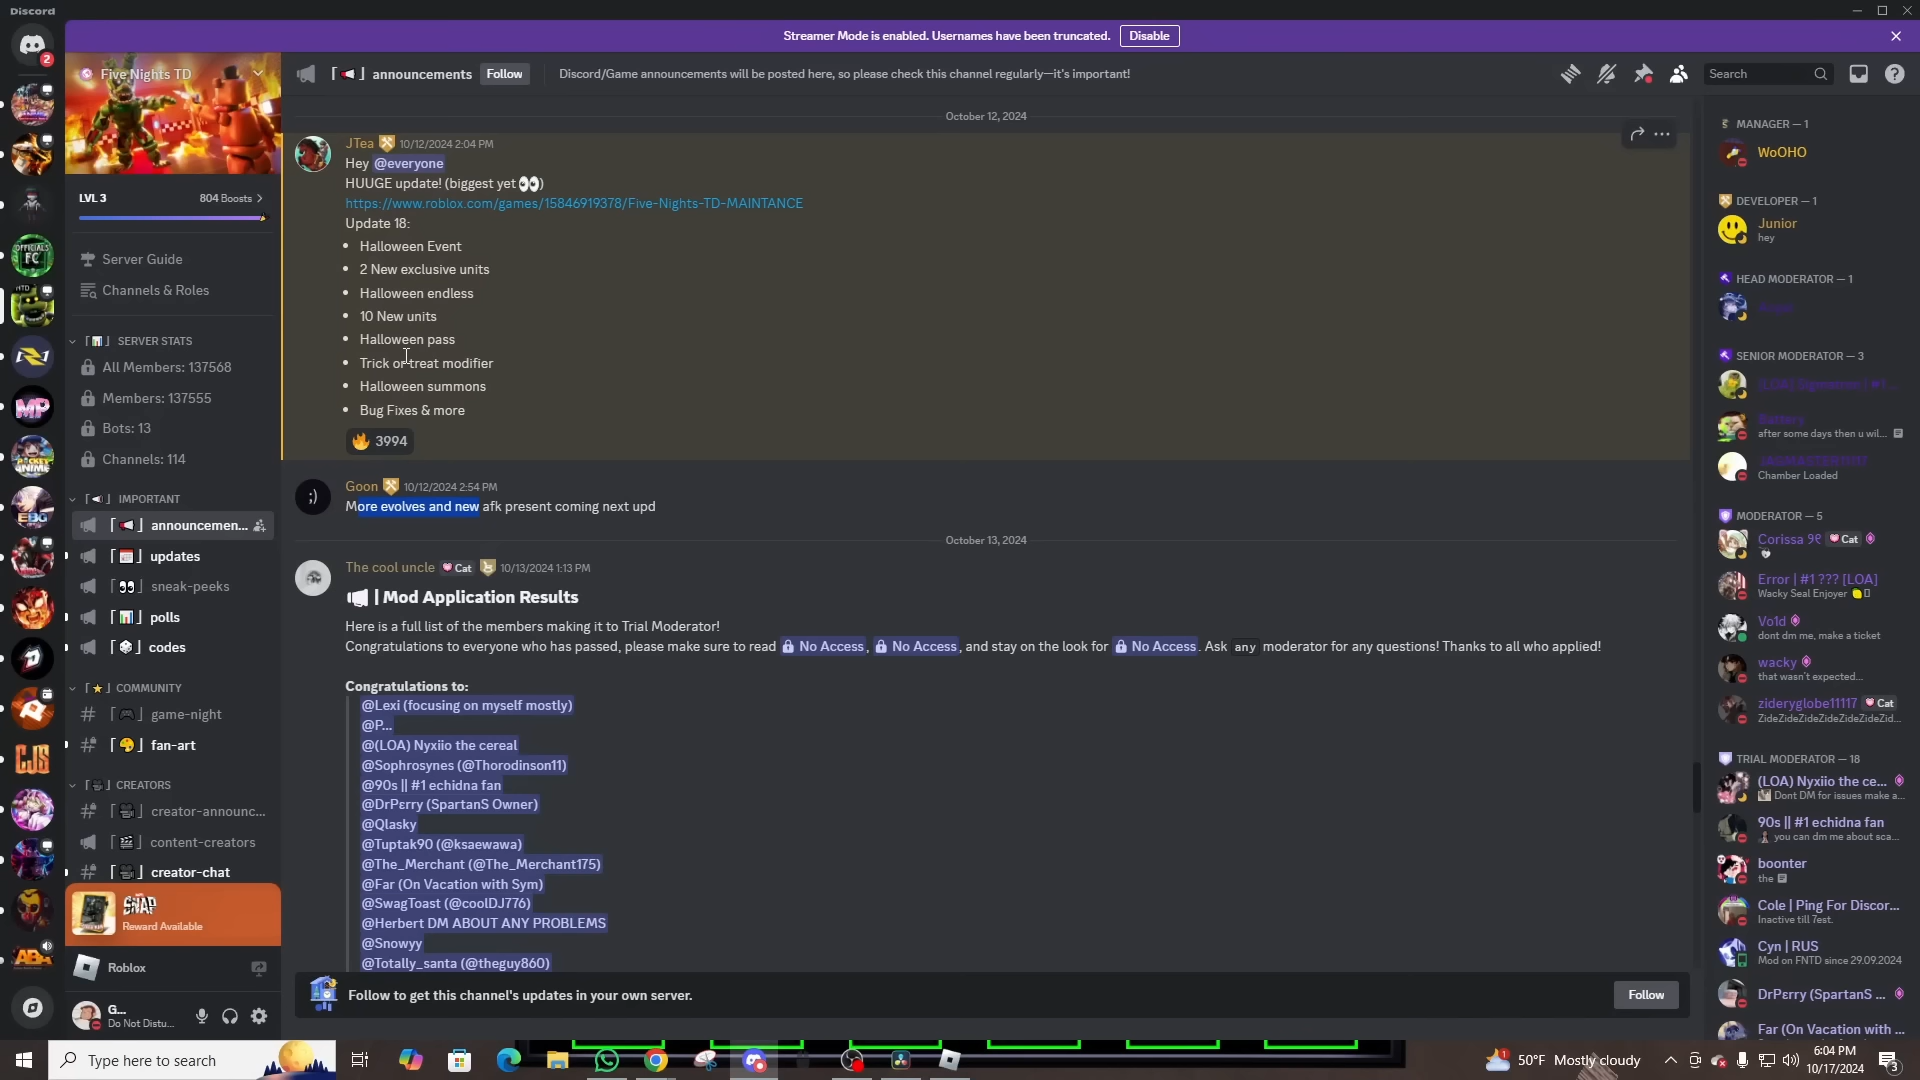 Discord
Streamer Mode is enabled. Usernames have been truncated.
Disable
2
Five Nights TD
announcements
Follow
Discord/Game announcements will be posted here, so please check this channel regularly—it's important!
Search
LVL 3
804 Boosts
Server Guide
Channels & Roles
SERVER STATS
All Members: 137568
Members: 137555
Bots: 13
Channels: 114
IMPORTANT
announcemen...
updates
sneak-peeks
polls
codes
COMMUNITY
game-night
fan-art
CREATORS
creator-announc...
content-creators
creator-chat
SNAP
Reward Available
Roblox
G...
Do Not Distu...
October 12, 2024
JTea 10/12/2024 2:04 PM
Hey @everyone
HUUGE update! (biggest yet 👀)
https://www.roblox.com/games/15846919378/Five-Nights-TD-MAINTANCE
Update 18:
• Halloween Event
• 2 New exclusive units
• Halloween endless
• 10 New units
• Halloween pass
• Trick or treat modifier
• Halloween summons
• Bug Fixes & more
🔥 3994
;)
Goon 10/12/2024 2:54 PM
More evolves and new afk present coming next upd
October 13, 2024
The cool uncle Cat 10/13/2024 1:13 PM
| Mod Application Results
Here is a full list of the members making it to Trial Moderator!
Congratulations to everyone who has passed, please make sure to read No Access, No Access, and stay on the look for No Access. Ask any moderator for any questions! Thanks to all who applied!
Congratulations to:
@Lexi (focusing on myself mostly)
@P...
@(LOA) Nyxiio the cereal
@Sophrosynes (@Thorodinson11)
@90s || #1 echidna fan
@DrPεrry (SpartanS Owner)
@Qlasky
@Tuptak90 (@ksaewawa)
@The_Merchant (@The_Merchant175)
@Far (On Vacation with Sym)
@SwagToast (@coolDJ776)
@Herbert DM ABOUT ANY PROBLEMS
@Snowyy
@Totally_santa (@theguy860)
Follow to get this channel's updates in your own server.
Follow
MANAGER — 1
WoOHO
DEVELOPER — 1
Junior
hey
HEAD MODERATOR — 1
SENIOR MODERATOR — 3
after some days then u wil...
Chamber Loaded
MODERATOR — 5
Corissa ୨୧ Cat
Error | #1 ??? [LOA]
Wacky Seal Enjoyer
Vo1d
dont dm me, make a ticket
wacky
that wasn't expected...
zideryglobe11117 Cat
ZideZideZideZideZideZideZid...
TRIAL MODERATOR — 18
(LOA) Nyxiio the ce...
Dont DM for issues make a...
90s || #1 echidna fan
you can dm me about sca...
boonter
the
Cole | Ping For Discor...
Inactive till 7est.
Cyn | RUS
Mod on FNTD since 29.09.2024
DrPεrry (SpartanS ...
Far (On Vacation with ...
OFFICIALS
FC
MP
EBG
CJS
ABA
Type here to search
50°F Mostly cloudy
6:04 PM
10/17/2024
3